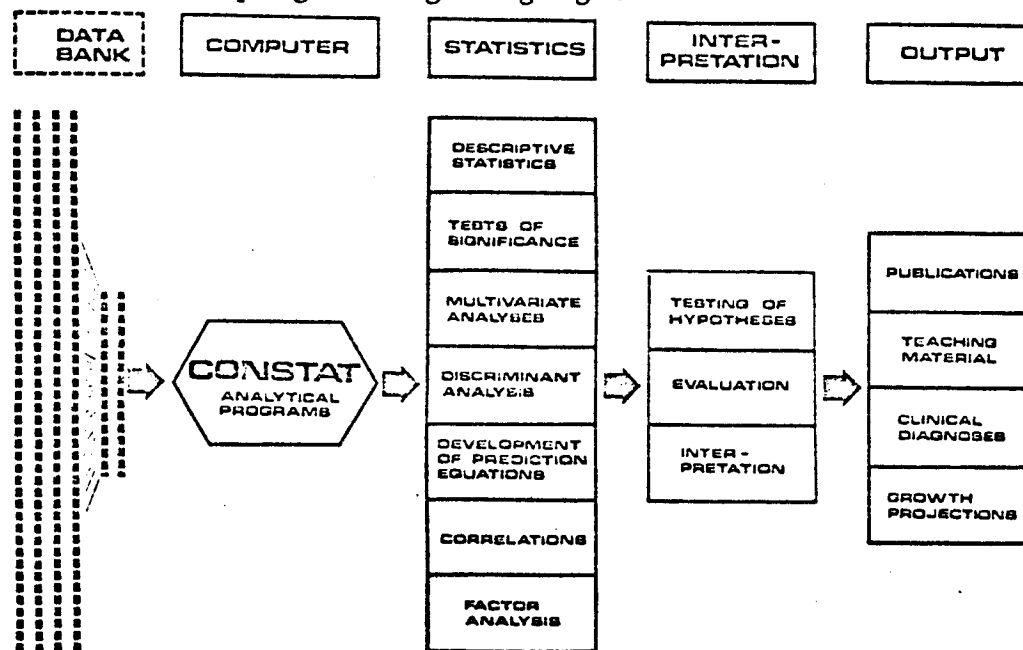 DATA
BANK
COMPUTER
STATISTICS
INTER-
PRETATION
OUTPUT
DESCRIPTIVE
STATISTICS
TESTS OF
SIGNIFICANCE
MULTIVARIATE
ANALYSES
DISCRIMINANT
ANALYSIS
DEVELOPMENT
OF PREDICTION
EQUATIONS
CORRELATIONS
FACTOR
ANALYSIS
CONSTAT
ANALYTICAL
PROGRAMS
TESTING OF
HYPOTHESES
EVALUATION
INTER-
PRETATION
PUBLICATIONS
TEACHING
MATERIAL
CLINICAL
DIAGNOSES
GROWTH
PROJECTIONS